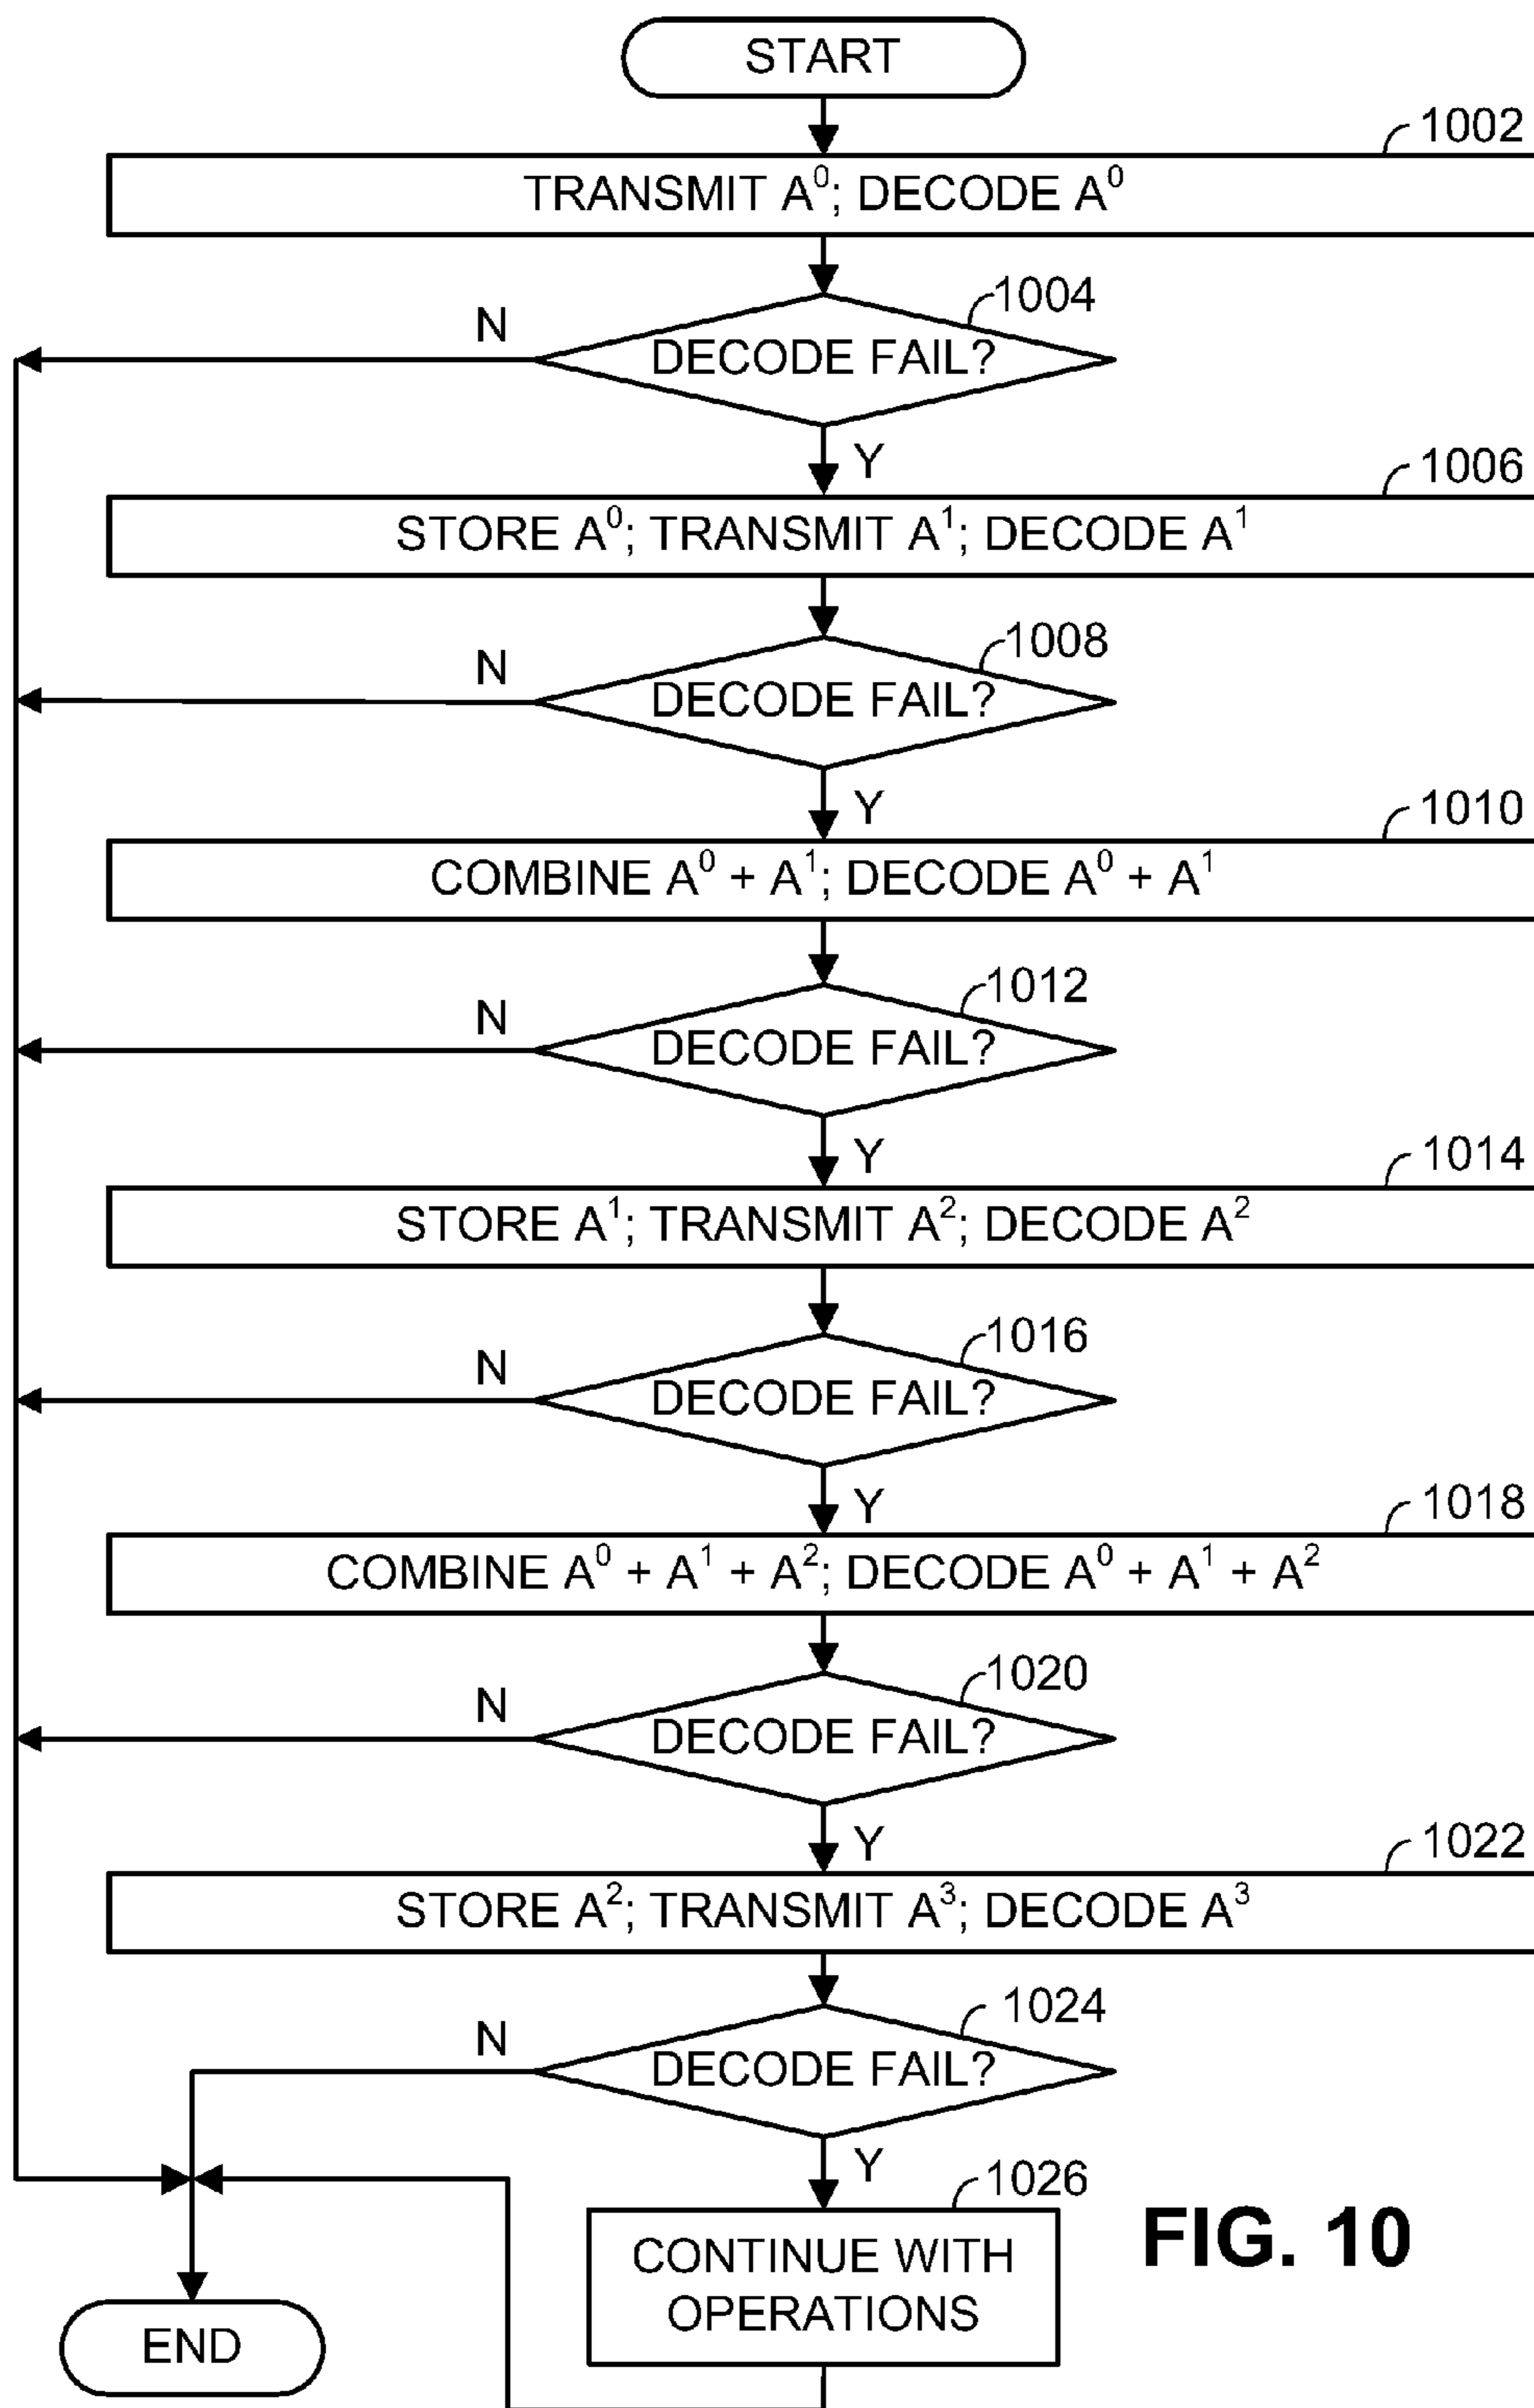 START
1002
TRANSMIT A⁰; DECODE A⁰
1004
N
DECODE FAIL?
Y
1006
STORE A⁰; TRANSMIT A¹; DECODE A¹
1008
N
DECODE FAIL?
Y
1010
COMBINE A⁰ + A¹; DECODE A⁰ + A¹
1012
N
DECODE FAIL?
Y
1014
STORE A¹; TRANSMIT A²; DECODE A²
1016
N
DECODE FAIL?
Y
1018
COMBINE A⁰ + A¹ + A²; DECODE A⁰ + A¹ + A²
1020
N
DECODE FAIL?
Y
1022
STORE A²; TRANSMIT A³; DECODE A³
1024
N
DECODE FAIL?
Y
1026
CONTINUE WITH
OPERATIONS
FIG. 10
END